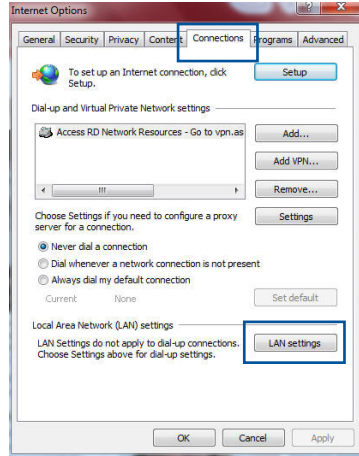 Internet Options
General Security Privacy Content Connections Programs Advanced
To set up an Internet connection, click Setup.
Setup
Dial-up and Virtual Private Network settings
Access RD Network Resources - Go to vpn.as
Add...
Add VPN...
Remove...
Choose Settings if you need to configure a proxy
server for a connection.
Settings
Never dial a connection
Dial whenever a network connection is not present
Always dial my default connection
Current None
Set default
Local Area Network (LAN) settings
LAN Settings do not apply to dial-up connections.
Choose Settings above for dial-up settings.
LAN settings
OK Cancel Apply